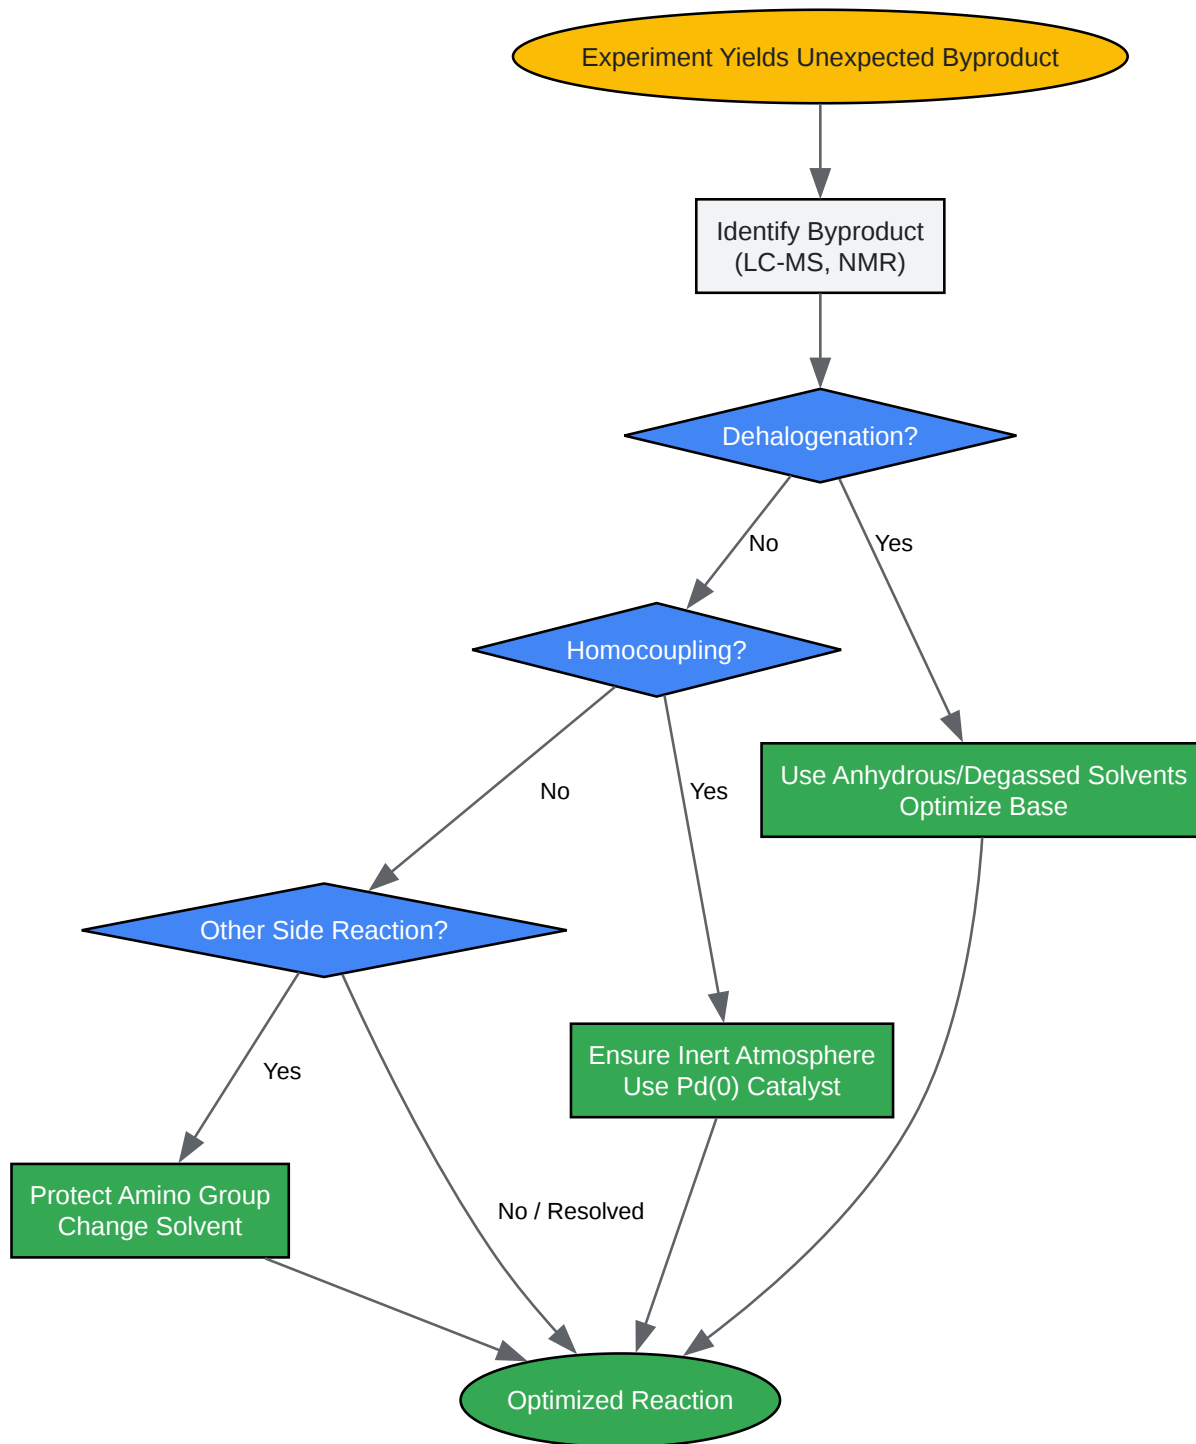 Experiment Yields Unexpected Byproduct
Identify Byproduct
(LC-MS, NMR)
Dehalogenation?
No
Yes
Homocoupling?
Use Anhydrous/Degassed Solvents
Optimize Base
No
Yes
Other Side Reaction?
Ensure Inert Atmosphere
Use Pd(0) Catalyst
Yes
Protect Amino Group
Change Solvent
No / Resolved
Optimized Reaction